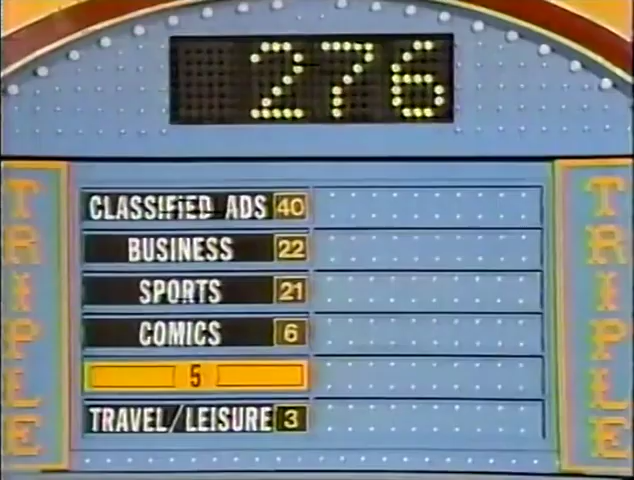 276
TRIPLE
CLASSIFIED ADS 40
BUSINESS 22
SPORTS 21
COMICS 6
5
TRAVEL/LEISURE 3
TRIPLE